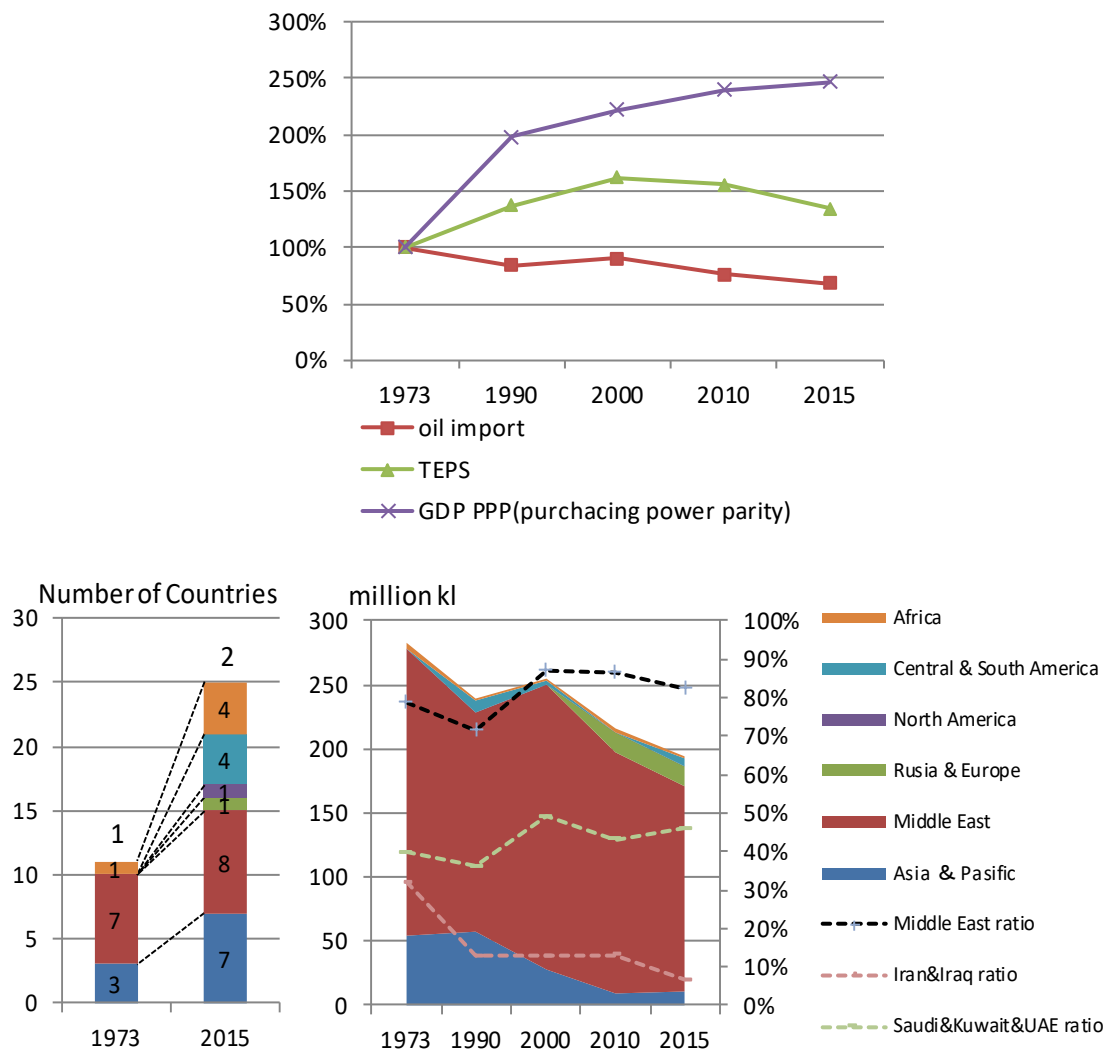 300%
250%
200%
150%
100%
50%
0%
1973 1990 2000 2010 2015
oil import
TEPS
GDP PPP(purchacing power parity)
Number of Countries
30
25
20
15
10
5
0
1
1
7
3
2
4
4
1
1
8
7
1973 2015
million kl
300
250
200
150
100
50
0
100%
90%
80%
70%
60%
50%
40%
30%
20%
10%
0%
1973 1990 2000 2010 2015
Africa
Central & South America
North America
Rusia & Europe
Middle East
Asia & Pasific
Middle East ratio
Iran&Iraq ratio
Saudi&Kuwait&UAE ratio